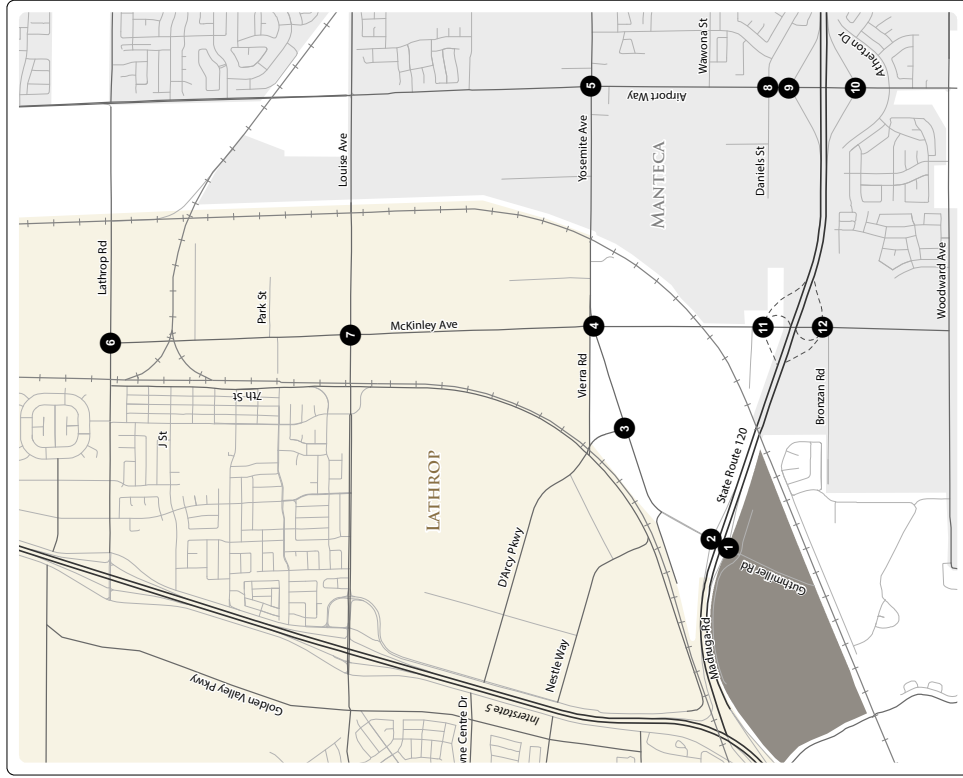 Wawona St
Atherton Dr
5
8
9
10
Airport Way
Louise Ave
Yosemite Ave
MANTECA
Daniels St
Lathrop Rd
Woodward Ave
Park St
McKinley Ave
6
7
4
11
12
Vierra Rd
Bronzan Rd
7th St
J St
3
State Route 120
LATHROP
D'Arcy Pkwy
2
1
Guthmiller Rd
Madruga Rd
Nestle Way
Golden Valley Pkwy
Interstate 5
ne Centre Dr